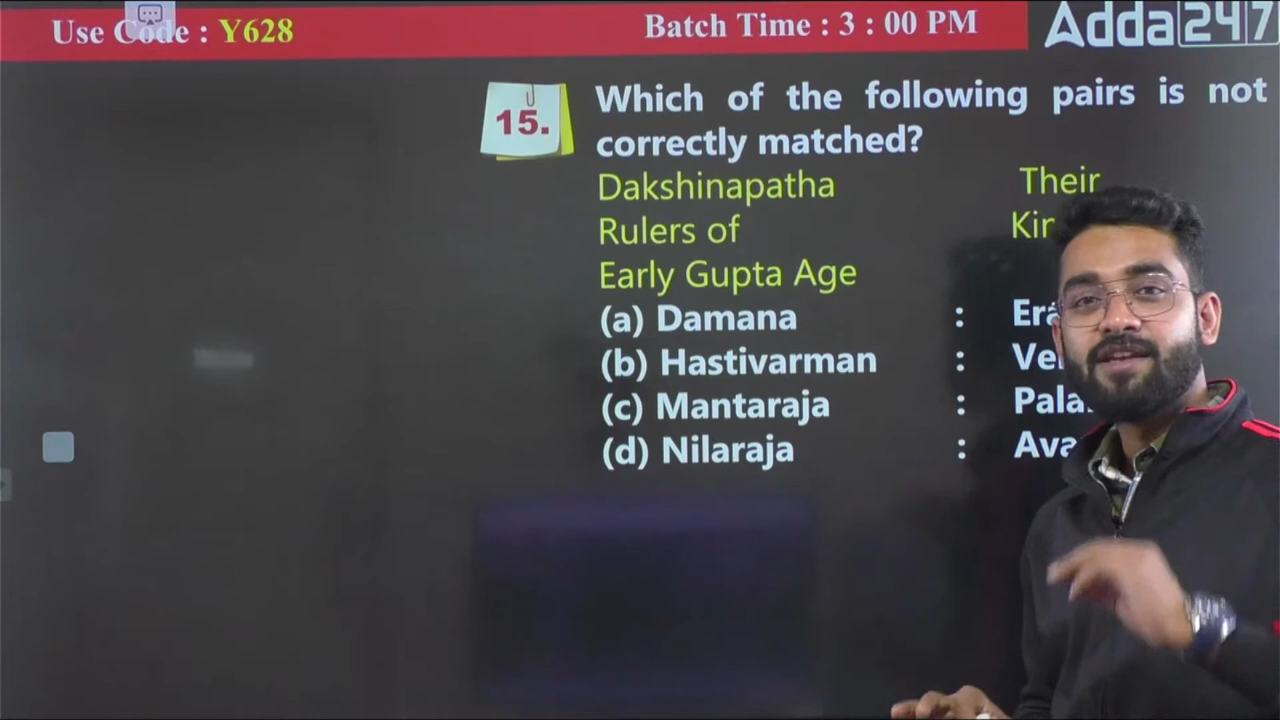 Use Code : Y628
Batch Time : 3 : 00 PM
Adda247
15.
Which of the following pairs is not
correctly matched?
Dakshinapatha Their
Rulers of
Early Gupta Age
(a) Damana :
(b) Hastivarman :
(c) Mantaraja :
(d) Nilaraja :